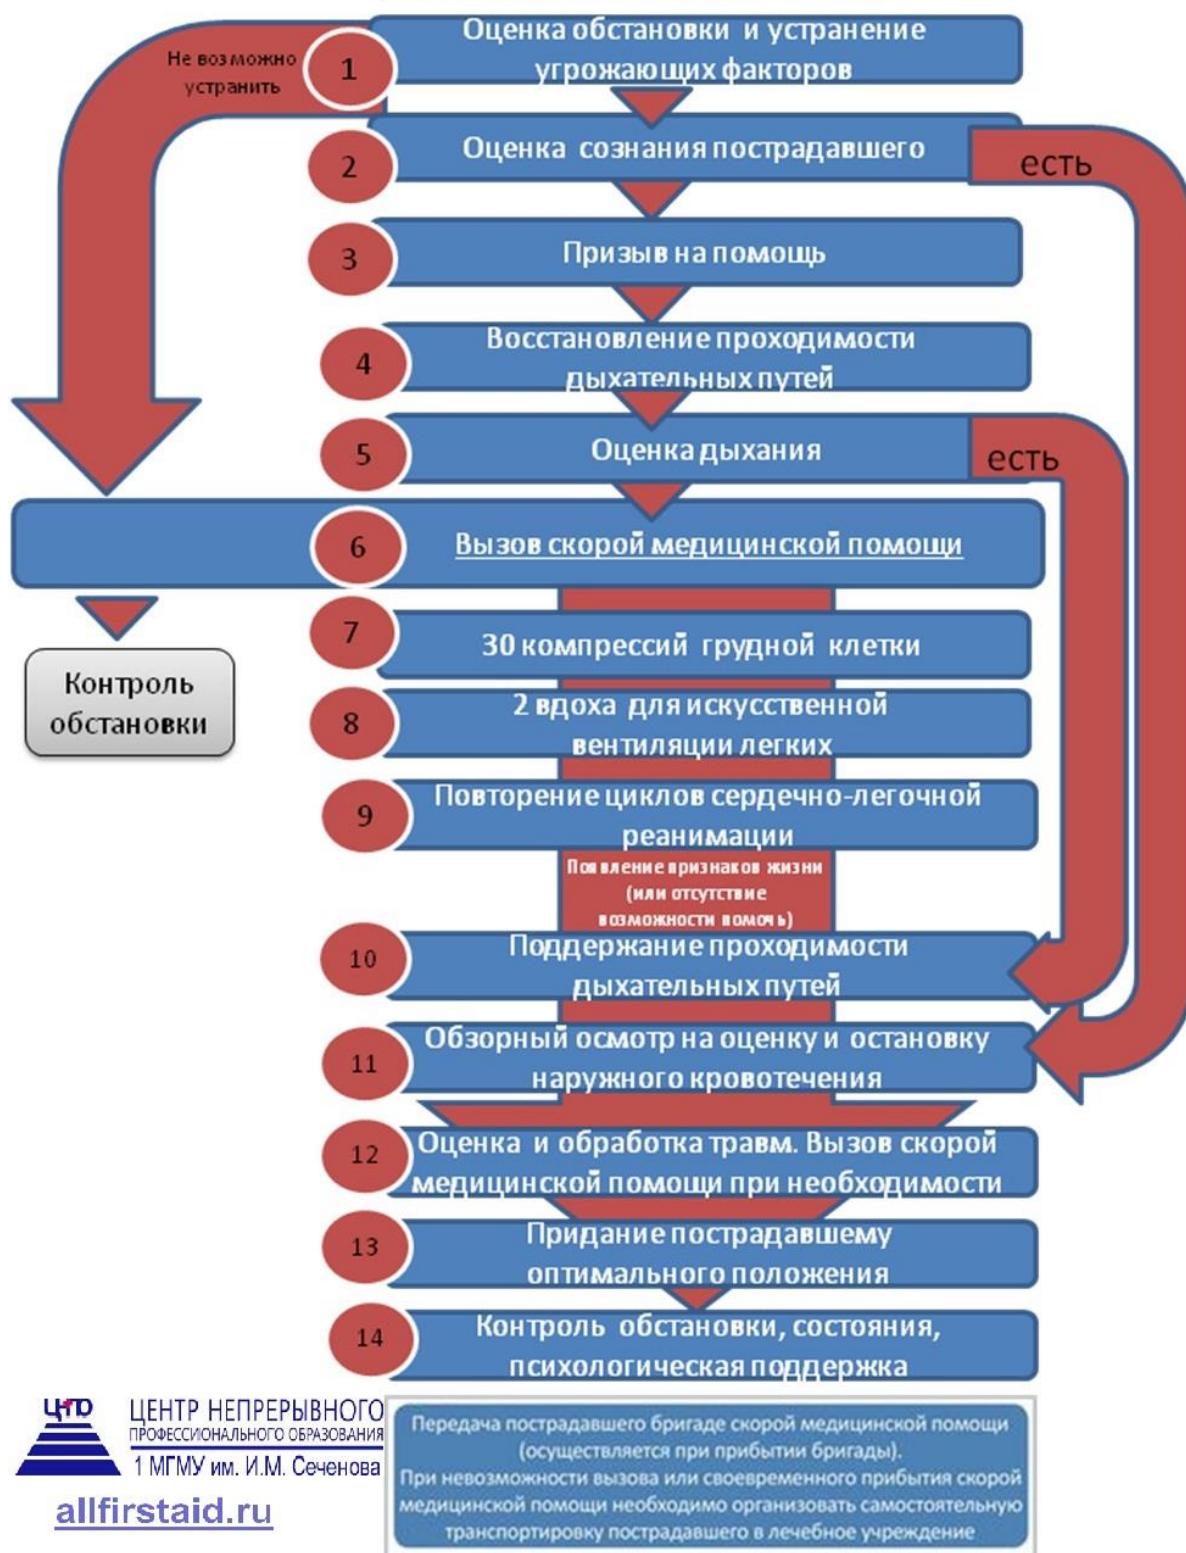 Оценка обстановки и устранение
угрожающих факторов
Не возможно
устранить
1
2
Оценка сознания пострадавшего
есть
3
Призыв на помощь
4
Восстановление проходимости
дыхательных путей
5
Оценка дыхания
есть
6
Вызов скорой медицинской помощи
7
30 компрессий грудной клетки
Контроль
обстановки
8
2 вдоха для искусственной
вентиляции легких
9
Повторение циклов сердечно-легочной
реанимации
Появление признаков жизни
(или отсутствие
возможности помочь)
10
Поддержание проходимости
дыхательных путей
11
Обзорный осмотр на оценку и остановку
наружного кровотечения
12
Оценка и обработка травм. Вызов скорой
медицинской помощи при необходимости
13
Придание пострадавшему
оптимального положения
14
Контроль обстановки, состояния,
психологическая поддержка
ЦНПО
ЦЕНТР НЕПРЕРЫВНОГО
ПРОФЕССИОНАЛЬНОГО ОБРАЗОВАНИЯ
1 МГМУ им. И.М. Сеченова
allfirstaid.ru
Передача пострадавшего бригаде скорой медицинской помощи
(осуществляется при прибытии бригады).
При невозможности вызова или своевременного прибытия скорой
медицинской помощи необходимо организовать самостоятельную
транспортировку пострадавшего в лечебное учреждение